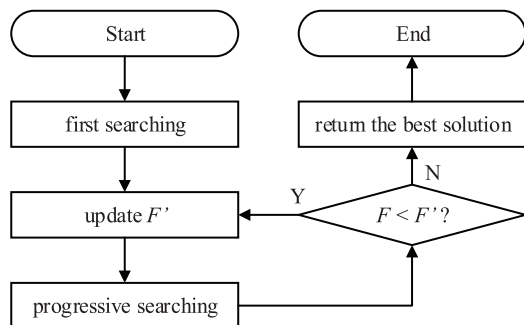 Start
first searching
update F’
progressive searching
F < F’?
Y
N
return the best solution
End